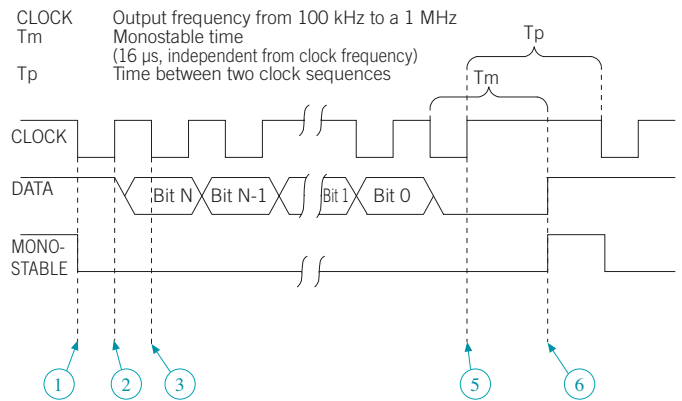 CLOCK Output frequency from 100 kHz to a 1 MHz
Tm Monostable time
(16 µs, independent from clock frequency)
Tp Time between two clock sequences
Tp
Tm
CLOCK
DATA Bit N Bit N-1 Bit 1 Bit 0
MONO-
STABLE
1 2 3 5 6